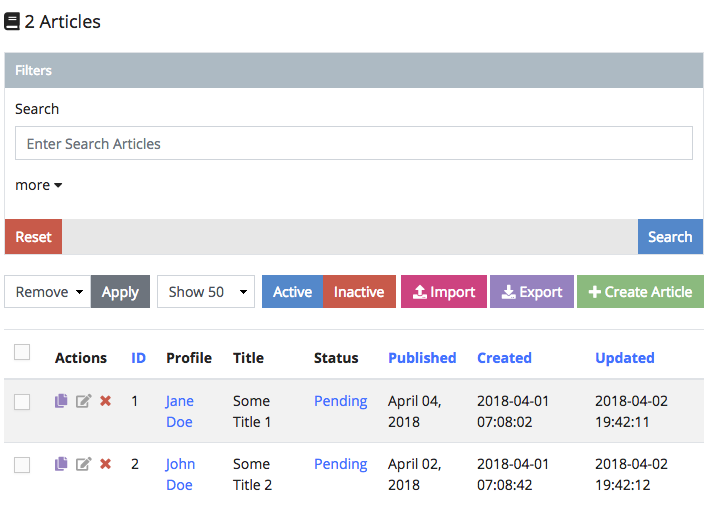 2 Articles
Filters
Search
Enter Search Articles
more
Reset Search
Remove Apply Show 50 Active Inactive Import Export Create Article
Actions ID Profile Title Status Published Created Updated
1 Jane Some Pending April 04, 2018-04-01 2018-04-02
Doe Title 1 2018 07:08:02 19:42:11
2 John Some Pending April 02, 2018-04-01 2018-04-02
Doe Title 2 2018 07:08:42 19:42:12